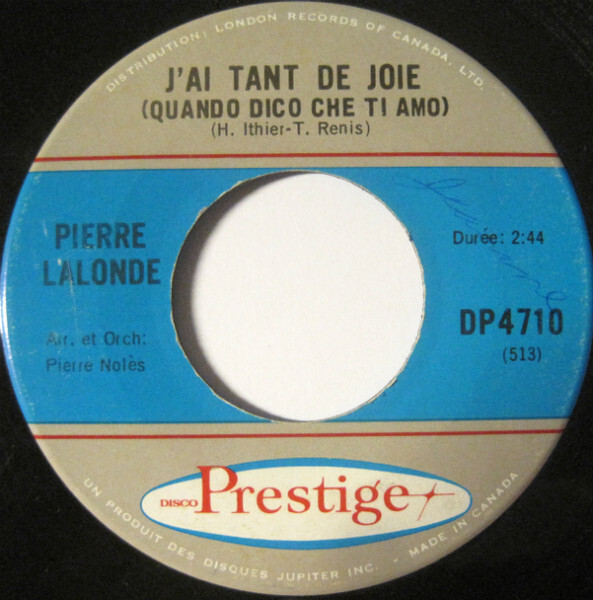 DISTRIBUTION: LONDON RECORDS OF CANADA, LTD.
J'AI TANT DE JOIE
(QUANDO DICO CHE TI AMO)
(H. Ithier-T. Renis)
PIERRE
LALONDE
Arr. et Orch:
Pierre Nolès
Durée: 2:44
DP4710
(513)
DISCO Prestige
UN PRODUIT DES DISQUES JUPITER INC. - MADE IN CANADA